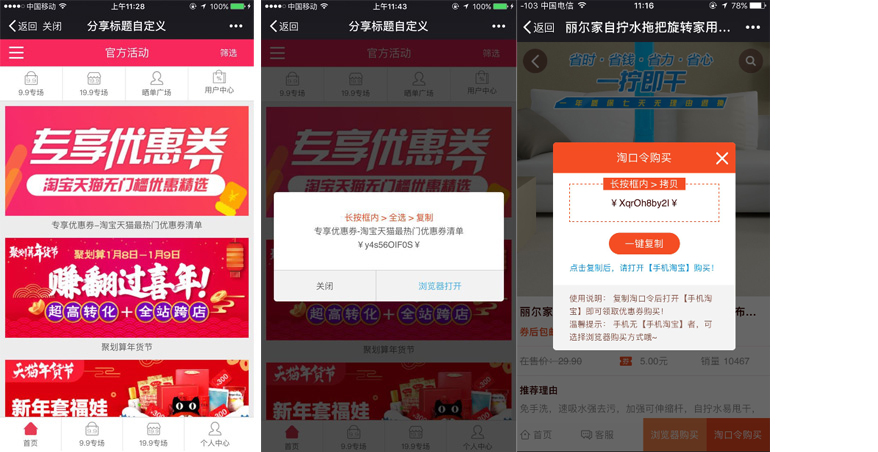 中国移动 上午11:28 100%
返回 关闭 分享标题自定义
官方活动 筛选
9.9专场 19.9专场 晒单广场 用户中心
专享优惠券
淘宝天猫无门槛优惠精选
专享优惠券-淘宝天猫最热门优惠券清单
聚划算年货节
聚划算1月8日-1月9日
赚翻过喜年!
超高转化+全站跨店
聚划算年货节
天猫年货节
新年套福娃
首页 9.9专场 19.9专场 个人中心
中国移动 上午11:43 100%
返回 分享标题自定义
官方活动 筛选
9.9专场 19.9专场 晒单广场 用户中心
专享优惠券
长按框内 > 全选 > 复制
专享优惠券-淘宝天猫最热门优惠券清单
¥ y4s56OIF0S ¥
关闭 浏览器打开
超高转化+全站跨店
聚划算年货节
天猫年货节
新年套福娃
首页 9.9专场 19.9专场 个人中心
-103 中国电信 11:16 78%
返回 丽尔家自拧水拖把旋转家用...
省时·省钱·省力·省心
一拧即干
一年质保七天无理由退换
淘口令购买
长按框内 > 拷贝
¥ XqrOh8by2I ¥
一键复制
点击复制后，请打开【手机淘宝】购买！
使用说明： 复制淘口令后打开【手机淘
宝】即可领取优惠券购买！
温馨提示： 手机无【手机淘宝】者，可
选择浏览器购买方式哦~
丽尔家 布...
券后包邮
在售价：29.90 券 5.00元 销量 10467
推荐理由
免手洗，速吸水强去污，加强可伸缩杆，自拧水易用干，
首页 客服 浏览器购买 淘口令购买